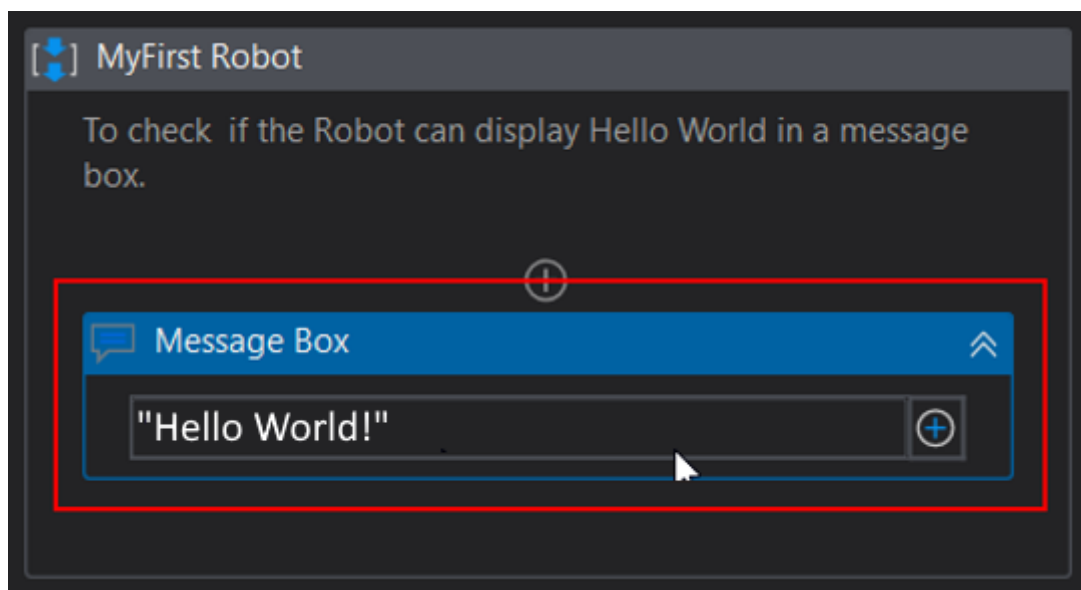 MyFirst Robot
To check  if the Robot can display Hello World in a message
box.
Message Box
"Hello World!"